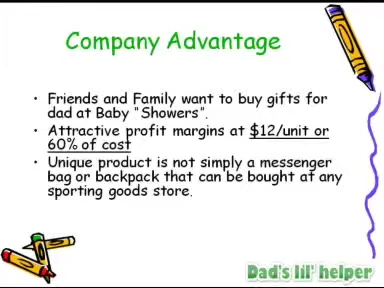 Company Advantage
• Friends and Family want to buy gifts for
dad at Baby "Showers".
• Attractive profit margins at $12/unit or
60% of cost
• Unique product is not simply a messenger
bag or backpack that can be bought at any
sporting goods store.
Dad's lil' helper